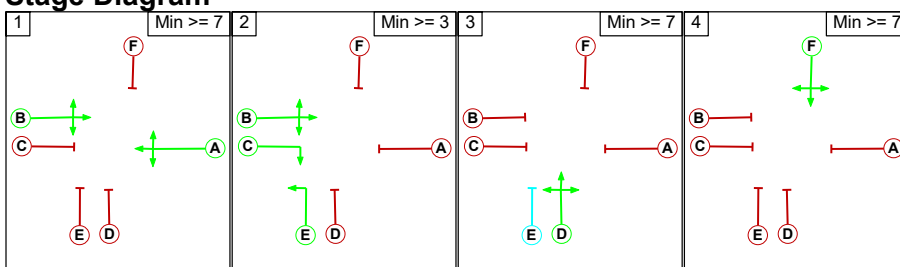 Stage Diagram
1 Min >= 7 2 Min >= 3 3 Min >= 7 4 Min >= 7
F F F F
B B B B
C A C A C A C A
E D E D E D E D